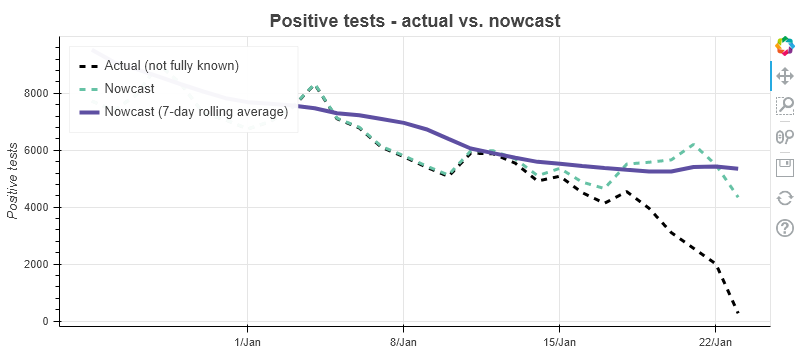 Positive tests - actual vs. nowcast
Actual (not fully known)
Nowcast
Nowcast (7-day rolling average)
Positive tests
8000
6000
4000
2000
0
1/Jan
8/Jan
15/Jan
22/Jan
?